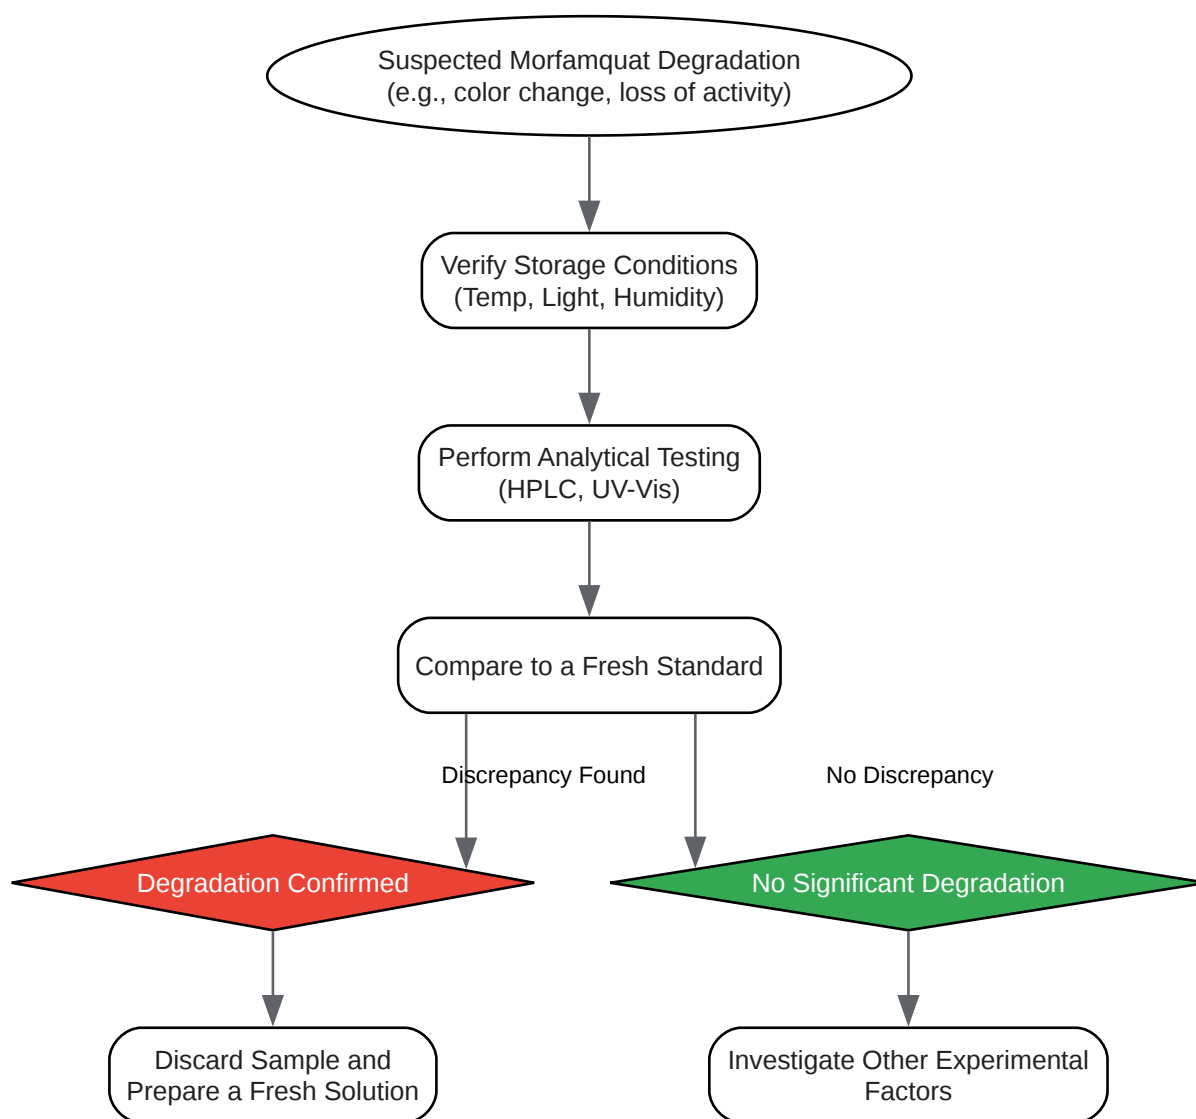 Suspected Morfamquat Degradation
(e.g., color change, loss of activity)
Verify Storage Conditions
(Temp, Light, Humidity)
Perform Analytical Testing
(HPLC, UV-Vis)
Compare to a Fresh Standard
Discrepancy Found
No Discrepancy
Degradation Confirmed
No Significant Degradation
Discard Sample and
Prepare a Fresh Solution
Investigate Other Experimental
Factors